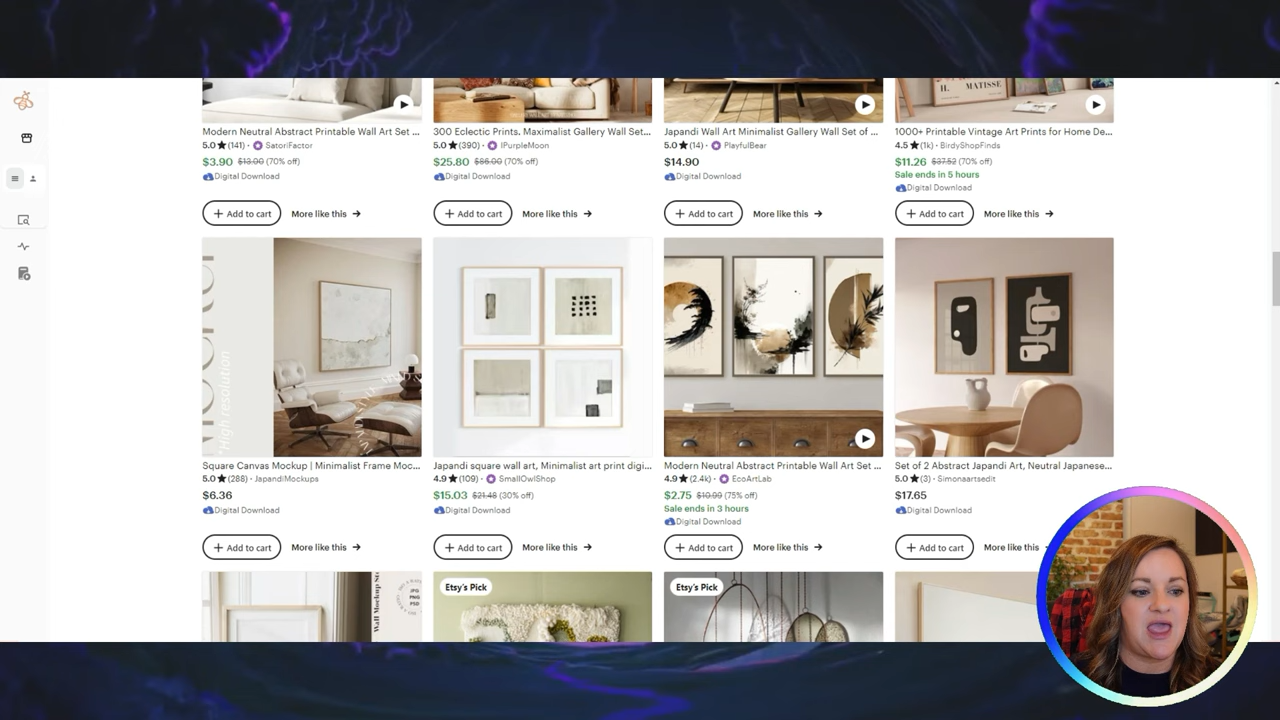 H. MATISSE
Modern Neutral Abstract Printable Wall Art Set ...
5.0 ★ (141) · SatoriFactor
$3.90 $13.00 (70% off)
Digital Download
+ Add to cart More like this →
300 Eclectic Prints. Maximalist Gallery Wall Set...
5.0 ★ (390) · IPurpleMoon
$25.80 $86.00 (70% off)
Digital Download
+ Add to cart More like this →
Japandi Wall Art Minimalist Gallery Wall Set of ...
5.0 ★ (14) · PlayfulBear
$14.90
Digital Download
+ Add to cart More like this →
1000+ Printable Vintage Art Prints for Home De...
4.5 ★ (1k) · BirdyShopFinds
$11.26 $37.52 (70% off)
Sale ends in 5 hours
Digital Download
+ Add to cart More like this →
"High resolution
Square Canvas Mockup | Minimalist Frame Moc...
5.0 ★ (288) · JapandiMockups
$6.36
Digital Download
+ Add to cart More like this →
Japandi square wall art, Minimalist art print digi...
4.9 ★ (109) · SmallOwlShop
$15.03 $21.48 (30% off)
Digital Download
+ Add to cart More like this →
Modern Neutral Abstract Printable Wall Art Set ...
4.9 ★ (2.4k) · EcoArtLab
$2.75 $10.99 (75% off)
Sale ends in 3 hours
Digital Download
+ Add to cart More like this →
Set of 2 Abstract Japandi Art, Neutral Japanese...
5.0 ★ (3) · Simonaartsedit
$17.65
Digital Download
+ Add to cart More like this
JPG
PNG
PSD
Etsy's Pick
Etsy's Pick